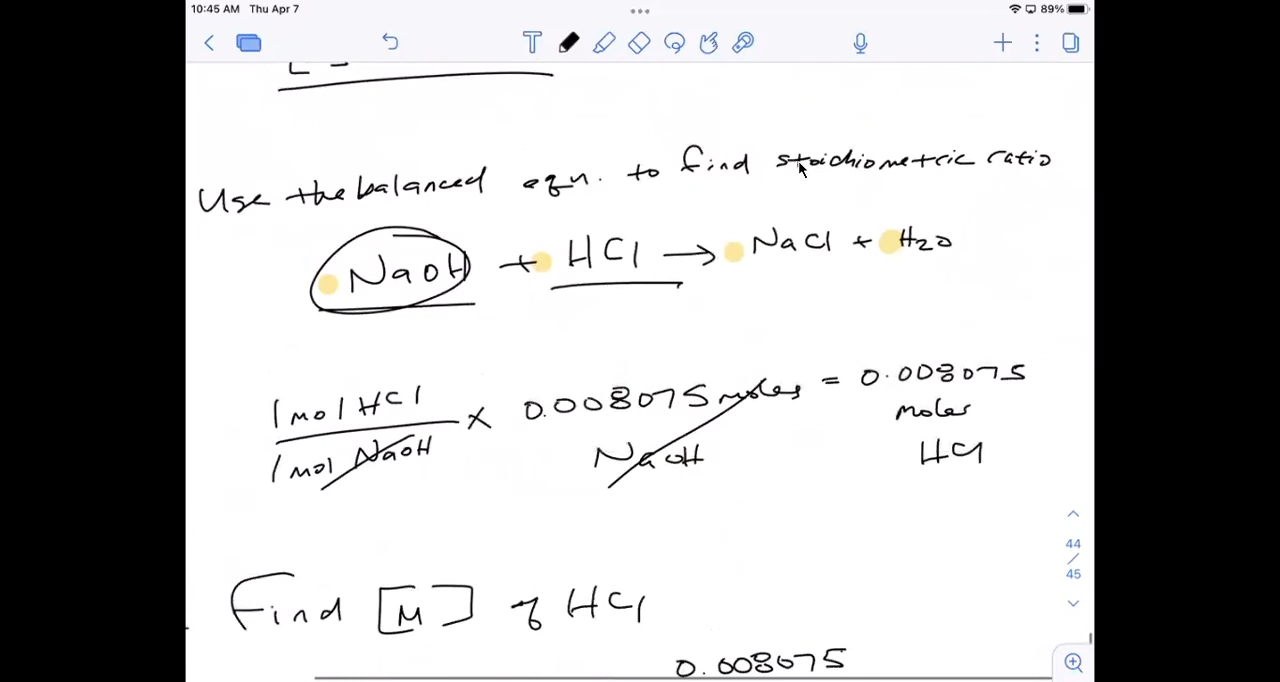 10:45 AM Thu Apr 7
89%
Use the balanced eqn. to find stoichiometric ratio
NaOH + HCl → NaCl + H2O
1 mol HCl
1 mol NaOH
× 0.008075 moles
NaOH
= 0.008075
moles
HCl
44
/
45
Find [M] of HCl
0.008075